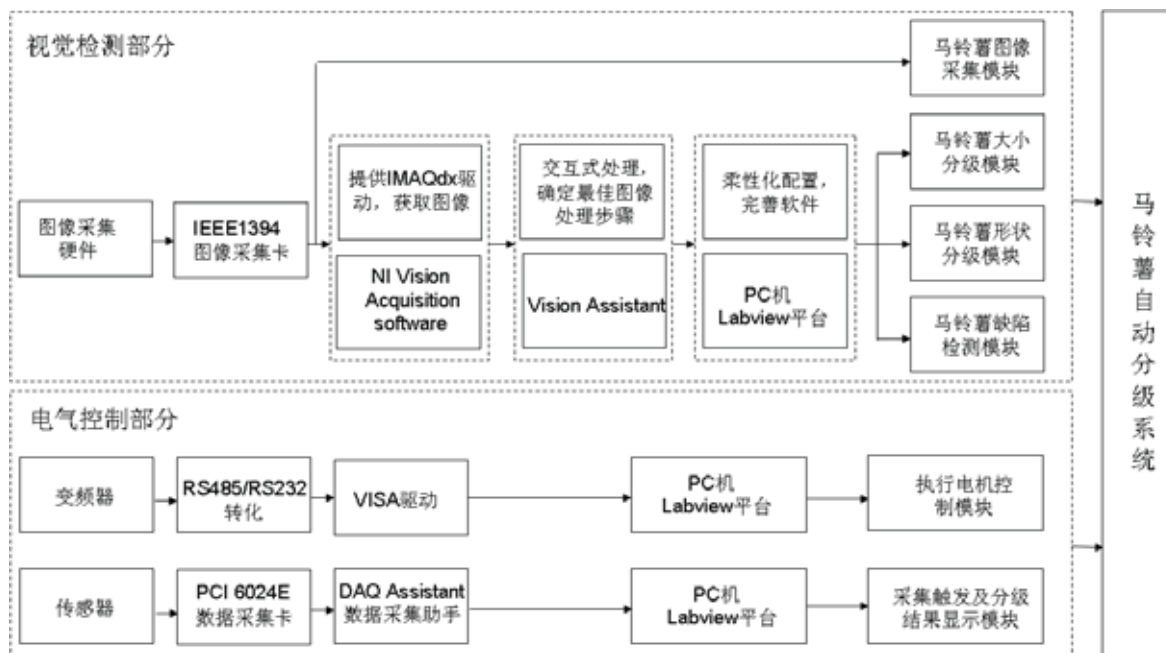 视觉检测部分
马铃薯图像
采集模块
图像采集
硬件
IEEE1394
图像采集卡
提供IMAQdx驱
动，获取图像
NI Vision
Acquisition
software
交互式处理，
确定最佳图像
处理步骤
Vision Assistant
柔性化配置，
完善软件
PC机
Labview平台
马铃薯大小
分级模块
马铃薯形状
分级模块
马铃薯缺陷
检测模块
电气控制部分
变频器
RS485/RS232
转化
VISA驱动
PC机
Labview平台
执行电机控
制模块
传感器
PCI 6024E
数据采集卡
DAQ Assistant
数据采集助手
PC机
Labview平台
采集触发及分级
结果显示模块
马铃薯自动分级系统